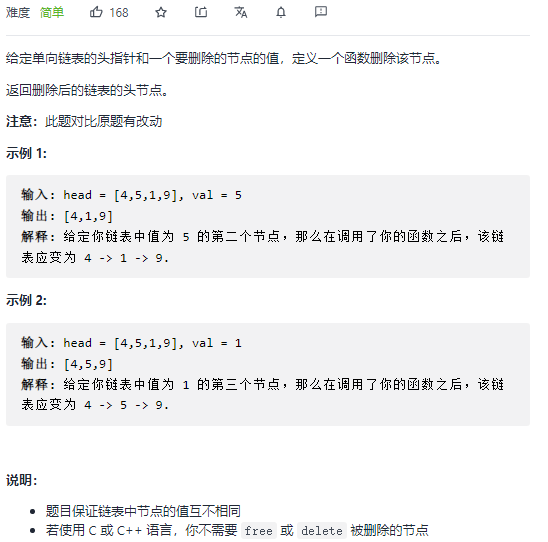 难度 简单 168
给定单向链表的头指针和一个要删除的节点的值，定义一个函数删除该节点。
返回删除后的链表的头节点。
注意：此题对比原题有改动
示例 1:
输入: head = [4,5,1,9], val = 5
输出: [4,1,9]
解释: 给定你链表中值为 5 的第二个节点，那么在调用了你的函数之后，该链
表应变为 4 -> 1 -> 9.
示例 2:
输入: head = [4,5,1,9], val = 1
输出: [4,5,9]
解释: 给定你链表中值为 1 的第三个节点，那么在调用了你的函数之后，该链
表应变为 4 -> 5 -> 9.
说明：
• 题目保证链表中节点的值互不相同
• 若使用 C 或 C++ 语言，你不需要 free 或 delete 被删除的节点